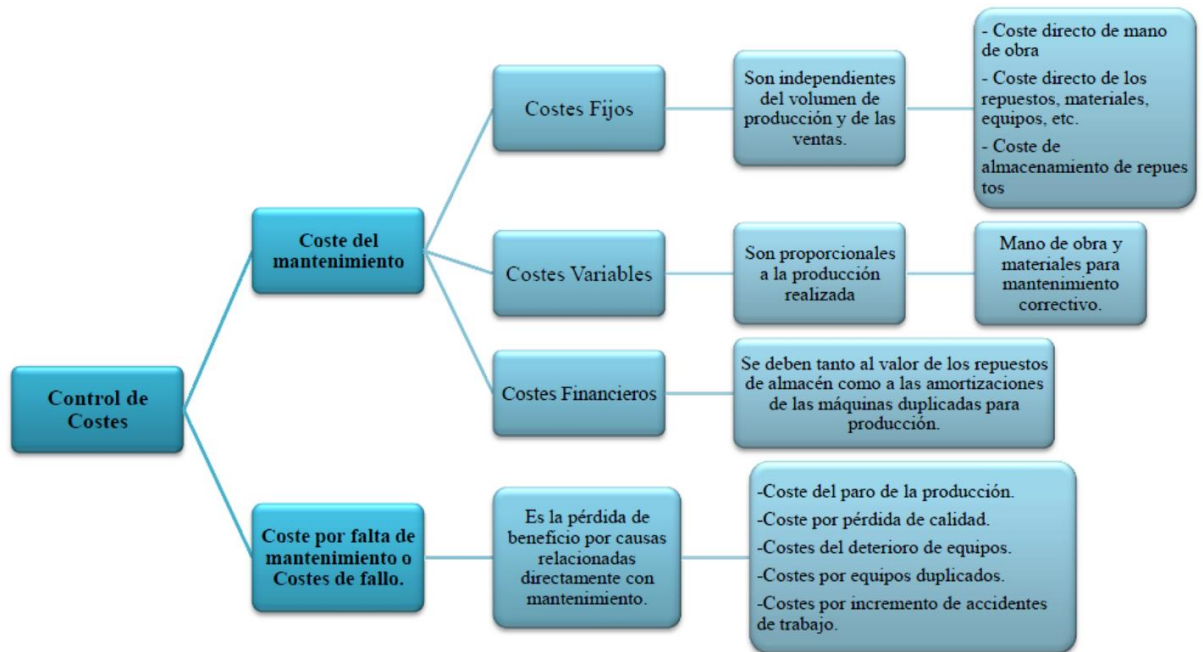 Control de
Costes
Coste del
mantenimiento
Costes Fijos
Son independientes
del volumen de
producción y de las
ventas.
- Coste directo de mano
de obra
- Coste directo de los
repuestos, materiales,
equipos, etc.
- Coste de
almacenamiento de repues
tos
Costes Variables
Son proporcionales
a la producción
realizada
Mano de obra y
materiales para
mantenimiento
correctivo.
Costes Financieros
Se deben tanto al valor de los repuestos
de almacén como a las amortizaciones
de las máquinas duplicadas para
producción.
Coste por falta de
mantenimiento o
Costes de fallo.
Es la pérdida de
beneficio por causas
relacionadas
directamente con
mantenimiento.
-Coste del paro de la producción.
-Coste por pérdida de calidad.
-Costes del deterioro de equipos.
-Costes por equipos duplicados.
-Costes por incremento de accidentes
de trabajo.